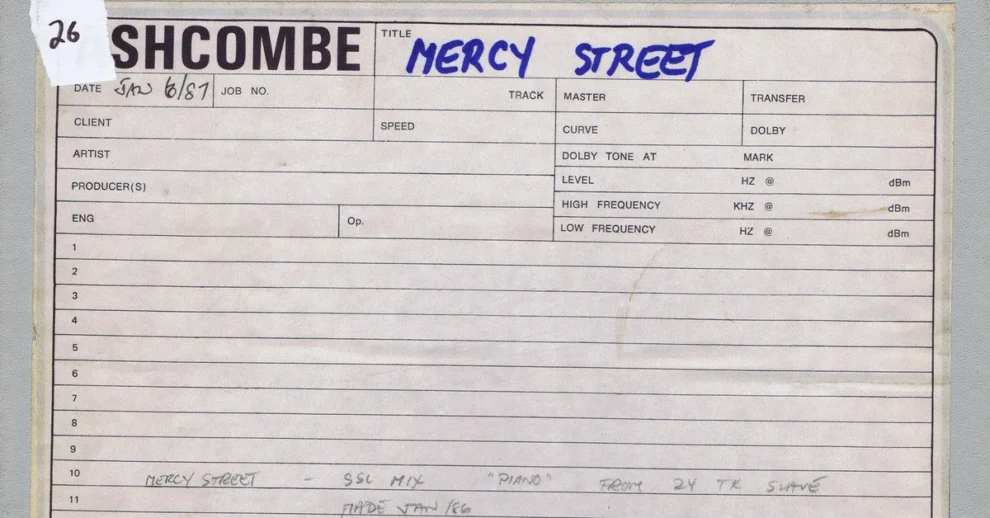 26
SHCOMBE
TITLE MERCY STREET
DATE JAN 6/87 JOB NO.
TRACK MASTER TRANSFER
CLIENT SPEED CURVE DOLBY
ARTIST DOLBY TONE AT MARK
PRODUCER(S) LEVEL HZ @ dBm
HIGH FREQUENCY KHZ @ dBm
ENG Op. LOW FREQUENCY HZ @ dBm
1
2
3
4
5
6
7
8
9
10 MERCY STREET - SSL MIX "PIANO" FROM 24 TR SLAVE
11 MADE JAN/86